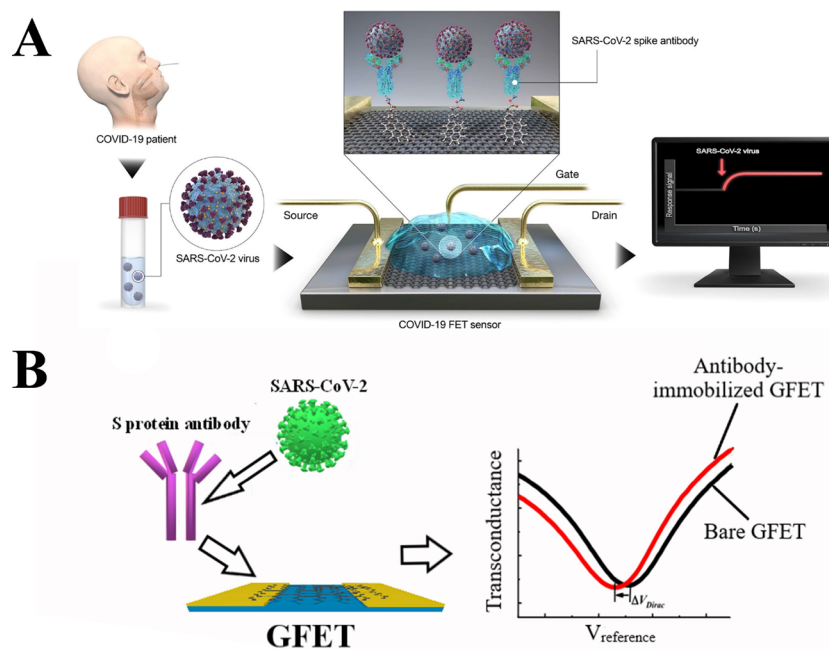 A
COVID-19 patient
SARS-CoV-2 virus
SARS-CoV-2 spike antibody
Source
Gate
Drain
COVID-19 FET sensor
SARS-CoV-2 virus
Response signal
Time (s)
B
S protein antibody
SARS-CoV-2
GFET
Antibody-
immobilized GFET
Bare GFET
Transconductance
ΔV_Dirac
V_reference